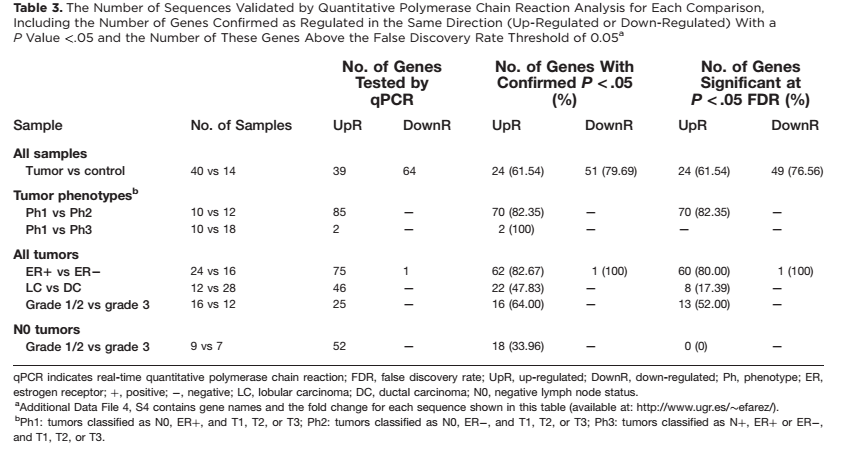 Table 3. The Number of Sequences Validated by Quantitative Polymerase Chain Reaction Analysis for Each Comparison,
Including the Number of Genes Confirmed as Regulated in the Same Direction (Up-Regulated or Down-Regulated) With a
P Value <.05 and the Number of These Genes Above the False Discovery Rate Threshold of 0.05a
No. of Genes Tested by qPCR
No. of Genes With Confirmed P < .05 (%)
No. of Genes Significant at P < .05 FDR (%)
Sample No. of Samples UpR DownR UpR DownR UpR DownR
All samples
Tumor vs control 40 vs 14 39 64 24 (61.54) 51 (79.69) 24 (61.54) 49 (76.56)
Tumor phenotypesb
Ph1 vs Ph2 10 vs 12 85 — 70 (82.35) — 70 (82.35) —
Ph1 vs Ph3 10 vs 18 2 — 2 (100) — — —
All tumors
ER+ vs ER− 24 vs 16 75 1 62 (82.67) 1 (100) 60 (80.00) 1 (100)
LC vs DC 12 vs 28 46 — 22 (47.83) — 8 (17.39) —
Grade 1/2 vs grade 3 16 vs 12 25 — 16 (64.00) — 13 (52.00) —
N0 tumors
Grade 1/2 vs grade 3 9 vs 7 52 — 18 (33.96) — 0 (0) —
qPCR indicates real-time quantitative polymerase chain reaction; FDR, false discovery rate; UpR, up-regulated; DownR, down-regulated; Ph, phenotype; ER,
estrogen receptor; +, positive; −, negative; LC, lobular carcinoma; DC, ductal carcinoma; N0, negative lymph node status.
aAdditional Data File 4, S4 contains gene names and the fold change for each sequence shown in this table (available at: http://www.ugr.es/~efarez/).
bPh1: tumors classified as N0, ER+, and T1, T2, or T3; Ph2: tumors classified as N0, ER−, and T1, T2, or T3; Ph3: tumors classified as N+, ER+ or ER−,
and T1, T2, or T3.